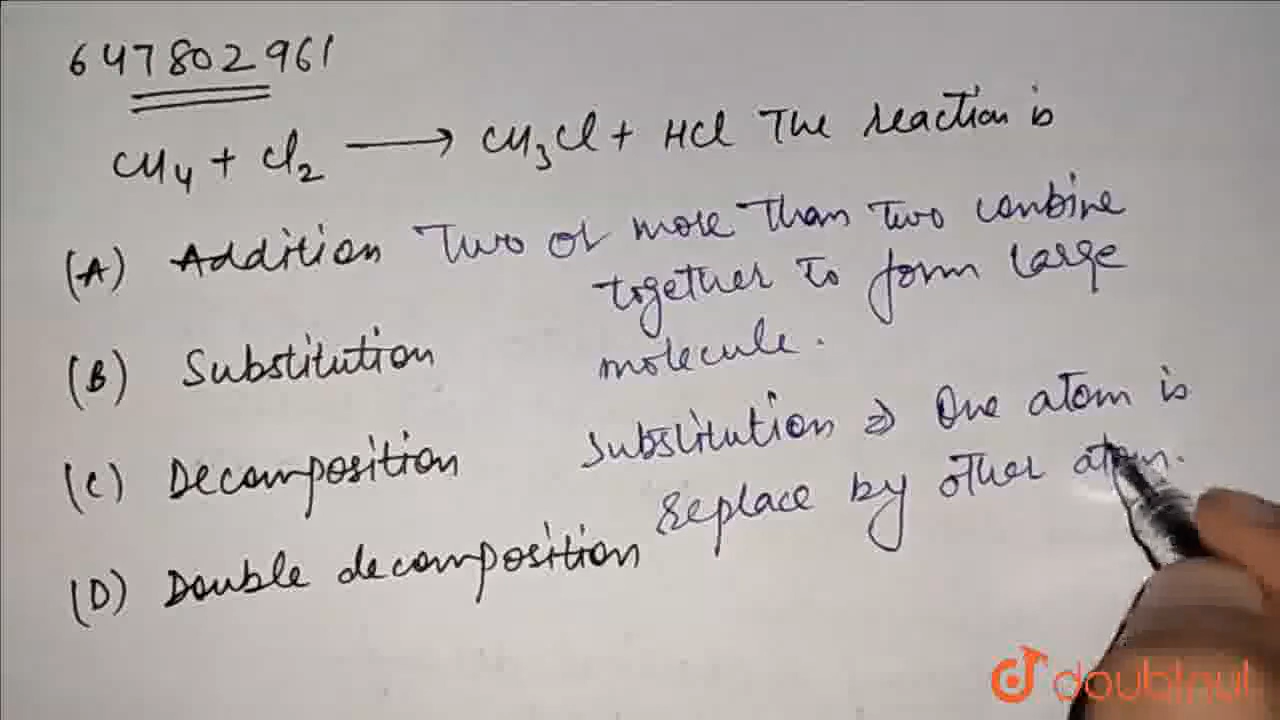 647802961
CH4 + Cl2 → CH3Cl + HCl The reaction is
(A) Addition Two or more than two conbine
together to form large
(B) Substitution molecule.
Substitution ⇒ One atom is
(C) Decomposition replace by other atom.
(D) Double decomposition
doubtnut